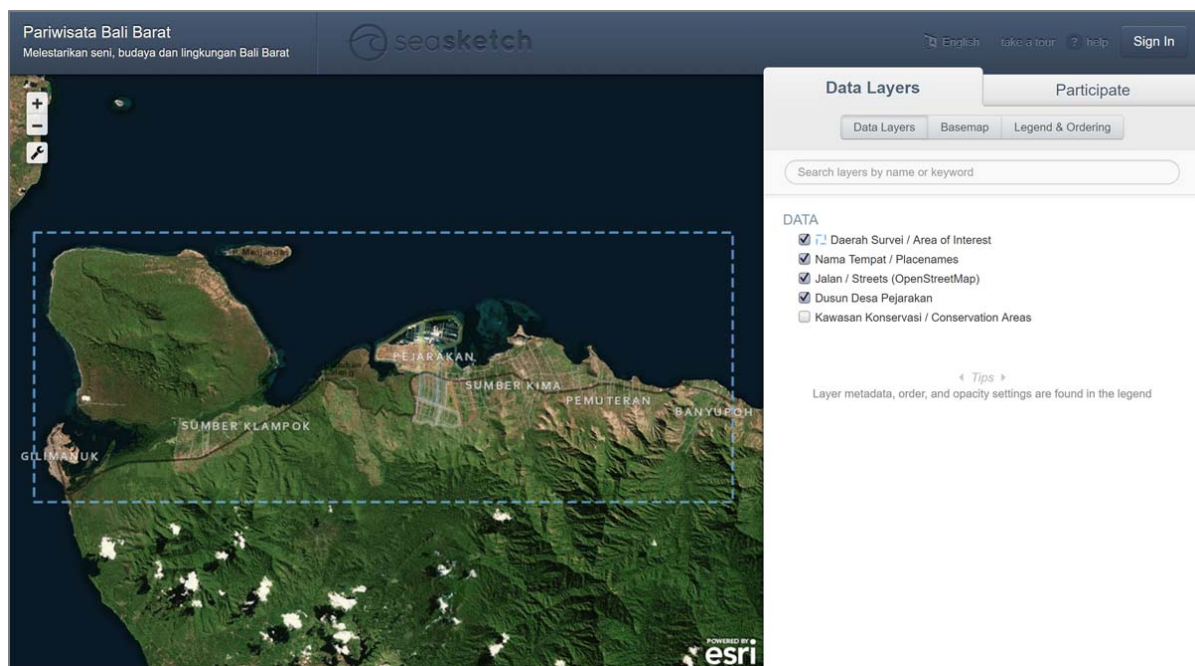 Pariwisata Bali Barat
Melestarikan seni, budaya dan lingkungan Bali Barat
seasketch
English take a tour ? help Sign In
Data Layers Participate
Data Layers Basemap Legend & Ordering
Search layers by name or keyword
DATA
Daerah Survei / Area of Interest
Nama Tempat / Placenames
Jalan / Streets (OpenStreetMap)
Dusun Desa Pejarakan
Kawasan Konservasi / Conservation Areas
Tips
Layer metadata, order, and opacity settings are found in the legend
+
−
P. Menjangan
PEJARAKAN
SUMBER KIMA
PEMUTERAN
BANYUPOH
SUMBER KLAMPOK
GILIMANUK
POWERED BY
esri